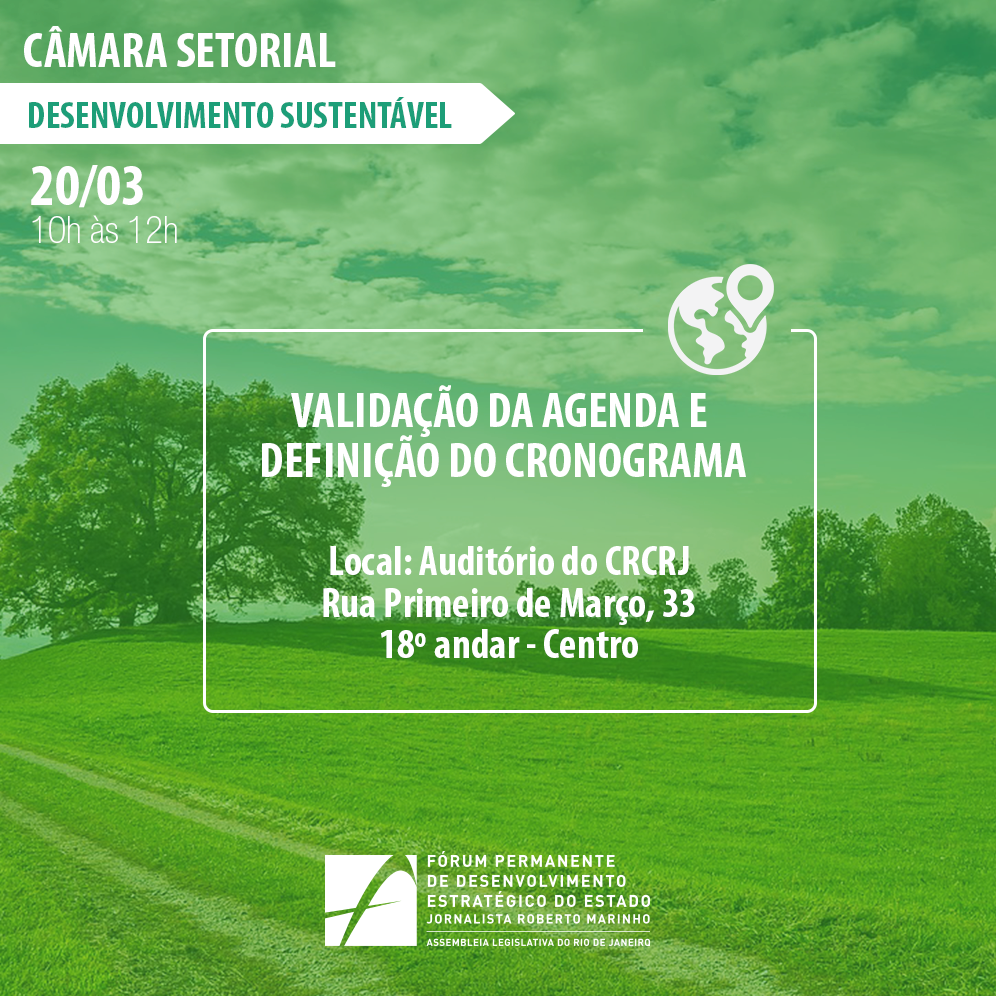 CÂMARA SETORIAL
DESENVOLVIMENTO SUSTENTÁVEL
20/03
10h às 12h
VALIDAÇÃO DA AGENDA E
DEFINIÇÃO DO CRONOGRAMA
Local: Auditório do CRCRJ
Rua Primeiro de Março, 33
18º andar - Centro
FÓRUM PERMANENTE
DE DESENVOLVIMENTO
ESTRATÉGICO DO ESTADO
JORNALISTA ROBERTO MARINHO
ASSEMBLEIA LEGISLATIVA DO RIO DE JANEIRO